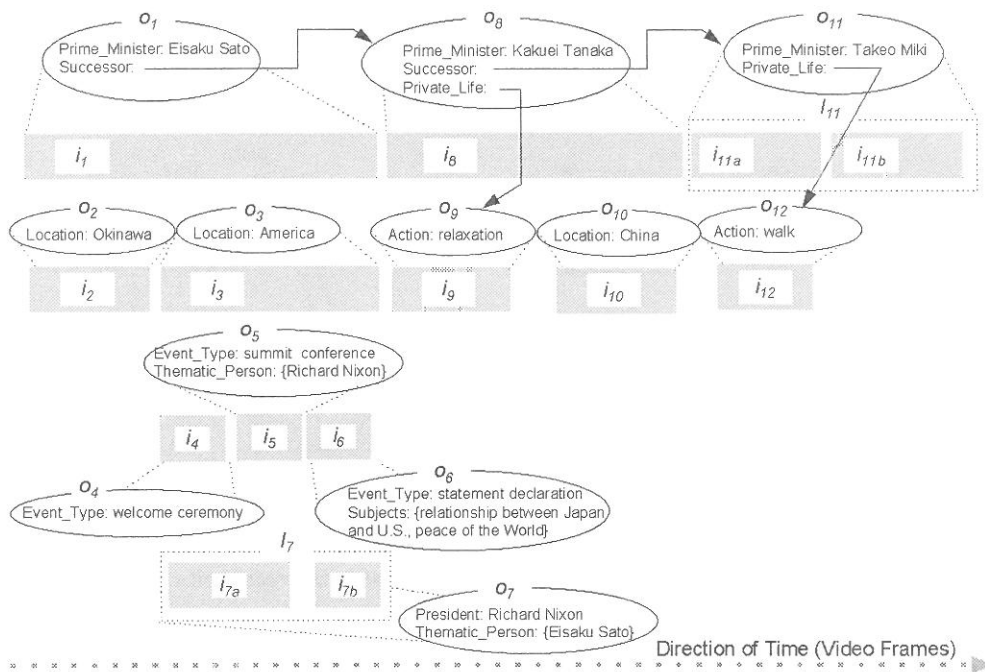 o1
Prime_Minister: Eisaku Sato
Successor:
o8
Prime_Minister: Kakuei Tanaka
Successor:
Private_Life:
o11
Prime_Minister: Takeo Miki
Private_Life:
I11
i1
i8
i11a
i11b
o2
Location: Okinawa
o3
Location: America
o9
Action: relaxation
o10
Location: China
o12
Action: walk
i2
i3
i9
i10
i12
o5
Event_Type: summit conference
Thematic_Person: {Richard Nixon}
i4
i5
i6
o4
Event_Type: welcome ceremony
o6
Event_Type: statement declaration
Subjects: {relationship between Japan
and U.S., peace of the World}
I7
i7a
i7b
o7
President: Richard Nixon
Thematic_Person: {Eisaku Sato}
Direction of Time (Video Frames)